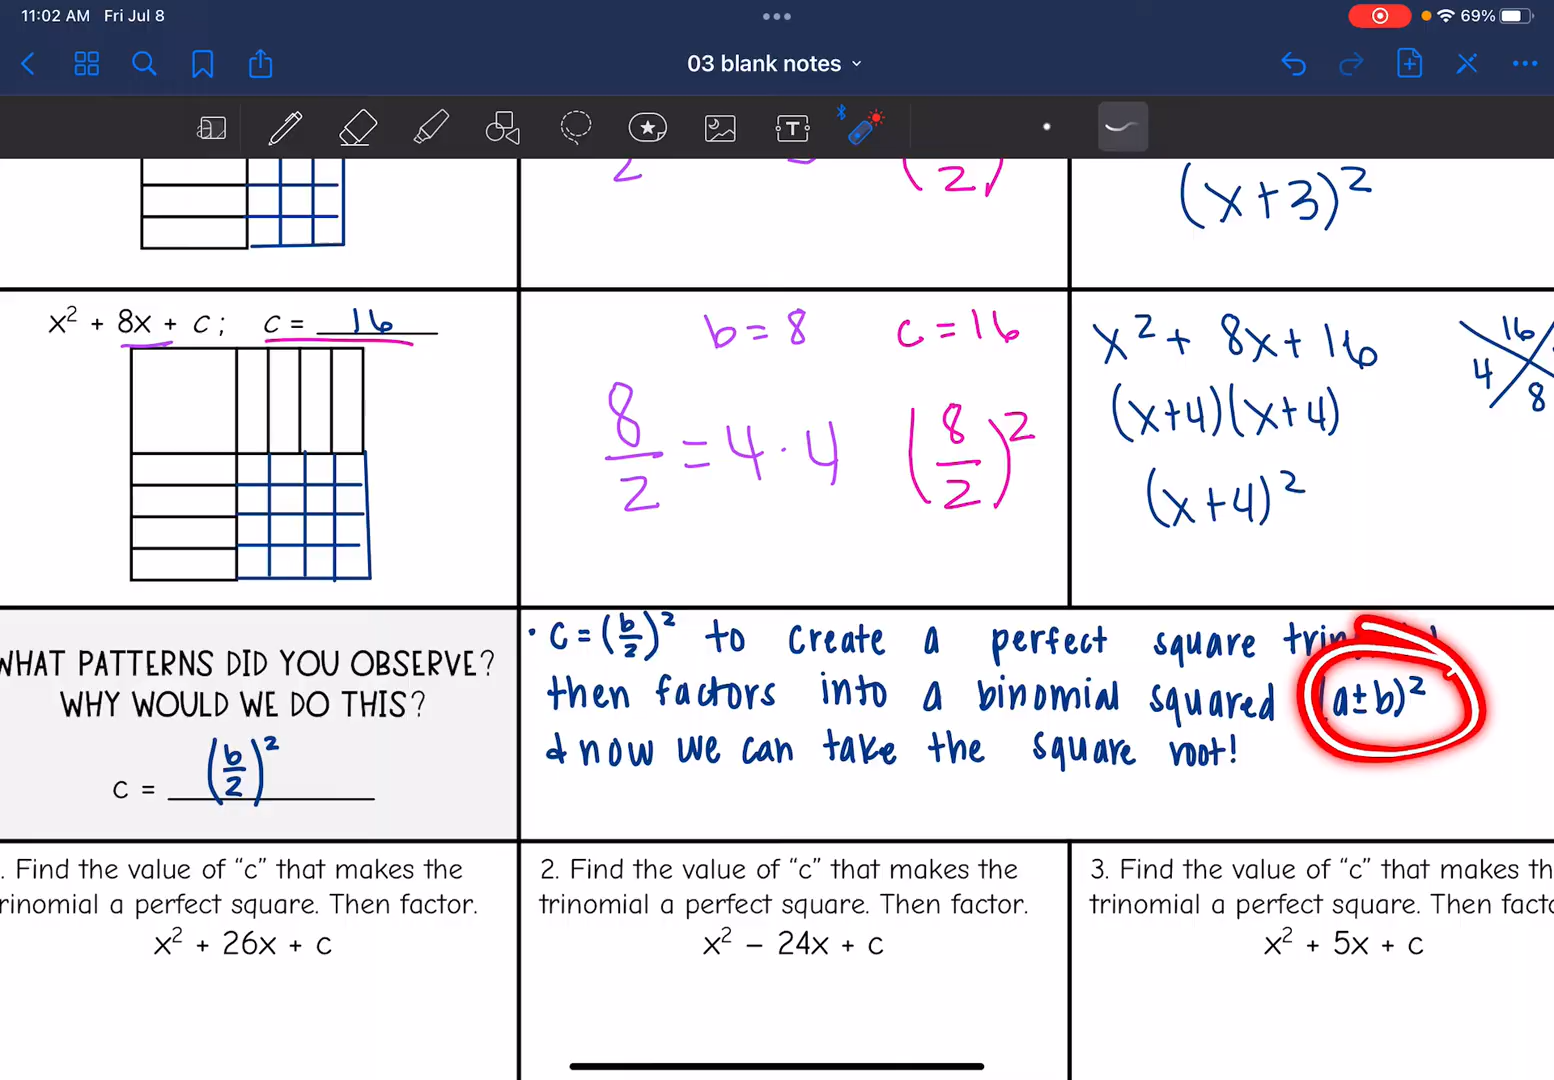 11:02 AM Fri Jul 8
69%
03 blank notes
T
2
2)
(x+3)²
x² + 8x + c; c = 16
b = 8 c = 16
8/2 = 4 · 4 (8/2)²
x² + 8x + 16
(x+4)(x+4)
(x+4)²
16
4
8
WHAT PATTERNS DID YOU OBSERVE?
WHY WOULD WE DO THIS?
c = (b/2)²
· c = (b/2)² to create a perfect square
then factors into a binomial squared (a±b)²
& now we can take the square root!
. Find the value of “c” that makes the
rinomial a perfect square. Then factor.
x² + 26x + c
2. Find the value of “c” that makes the
trinomial a perfect square. Then factor.
x² − 24x + c
3. Find the value of “c” that makes th
trinomial a perfect square. Then facto
x² + 5x + c